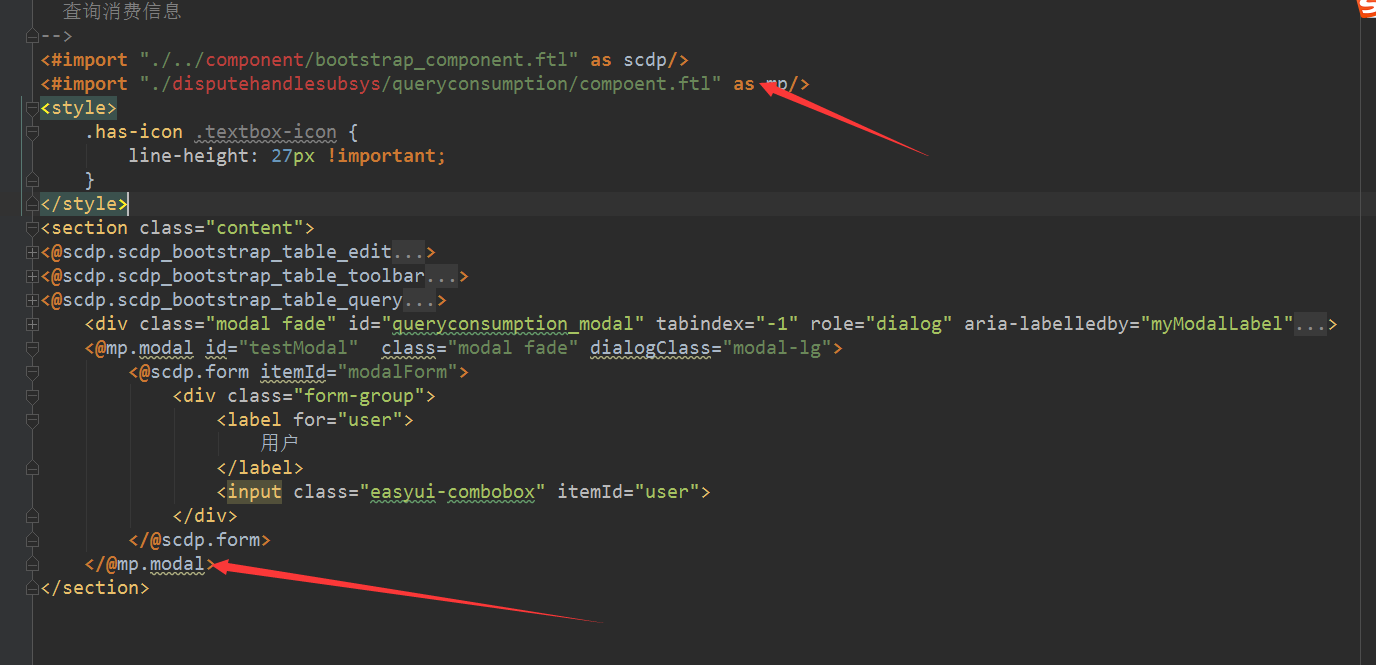 查询消费信息
-->
<#import "./../component/bootstrap_component.ftl" as scdp/>
<#import "./disputehandlesubsys/queryconsumption/compoent.ftl" as mp/>
<style>
.has-icon .textbox-icon {
line-height: 27px !important;
}
</style>
<section class="content">
<@scdp.scdp_bootstrap_table_edit...>
<@scdp.scdp_bootstrap_table_toolbar...>
<@scdp.scdp_bootstrap_table_query...>
<div class="modal fade" id="queryconsumption_modal" tabindex="-1" role="dialog" aria-labelledby="myModalLabel"...>
<@mp.modal id="testModal"  class="modal fade" dialogClass="modal-lg">
<@scdp.form itemId="modalForm">
<div class="form-group">
<label for="user">
用户
</label>
<input class="easyui-combobox" itemId="user">
</div>
</@scdp.form>
</@mp.modal>
</section>